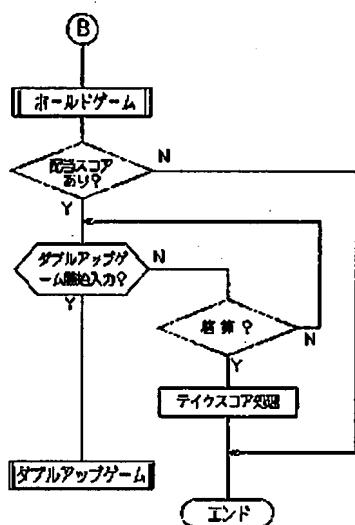 B
ホールドゲーム
配当スコア
あり?
N
Y
ダブルアップゲ
ーム開始入力?
N
Y
精算?
N
Y
テイクスコア処理
ダブルアップゲーム
エンド